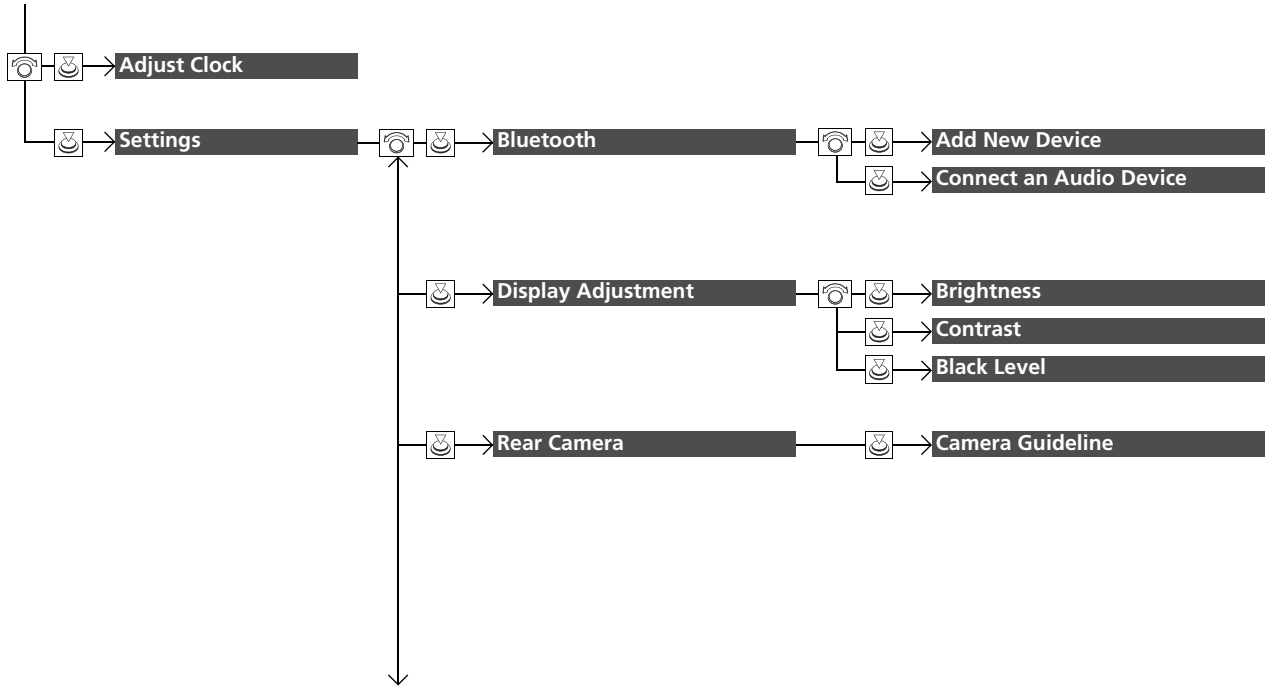 Adjust Clock
Settings
Bluetooth
Add New Device
Connect an Audio Device
Display Adjustment
Brightness
Contrast
Black Level
Rear Camera
Camera Guideline